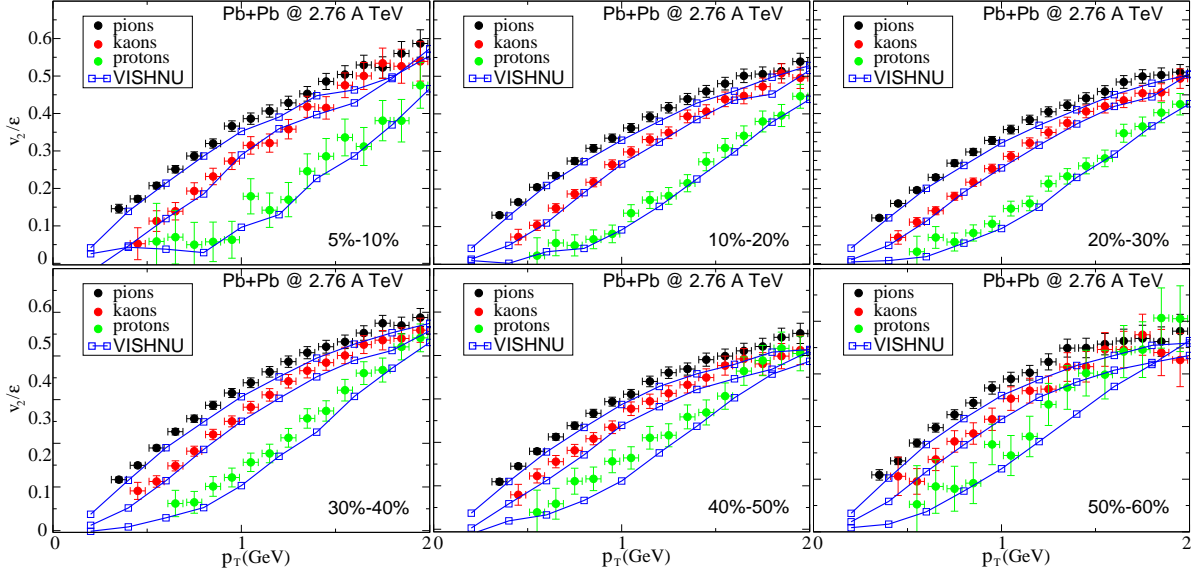 Pb+Pb @ 2.76 A TeV
pions
kaons
protons
VISHNU
5%-10%
Pb+Pb @ 2.76 A TeV
pions
kaons
protons
VISHNU
10%-20%
Pb+Pb @ 2.76 A TeV
pions
kaons
protons
VISHNU
20%-30%
0.6
0.5
0.4
0.3
0.2
0.1
0
v₂/ε
Pb+Pb @ 2.76 A TeV
pions
kaons
protons
VISHNU
30%-40%
Pb+Pb @ 2.76 A TeV
pions
kaons
protons
VISHNU
40%-50%
Pb+Pb @ 2.76 A TeV
pions
kaons
protons
VISHNU
50%-60%
0.6
0.5
0.4
0.3
0.2
0.1
0
v₂/ε
0 1 20 1 20 1 2
p_T(GeV) p_T(GeV) p_T(GeV)